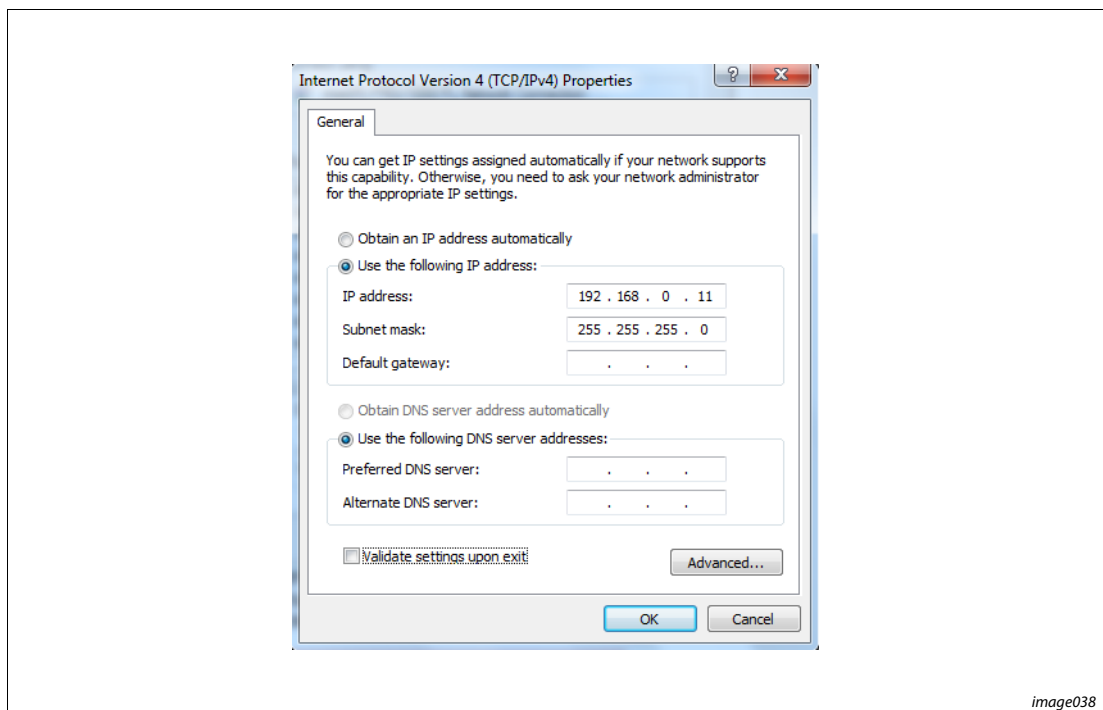 Internet Protocol Version 4 (TCP/IPv4) Properties
General
You can get IP settings assigned automatically if your network supports
this capability. Otherwise, you need to ask your network administrator
for the appropriate IP settings.
Obtain an IP address automatically
Use the following IP address:
IP address: 192 . 168 . 0 . 11
Subnet mask: 255 . 255 . 255 . 0
Default gateway: . . .
Obtain DNS server address automatically
Use the following DNS server addresses:
Preferred DNS server: . . .
Alternate DNS server: . . .
Validate settings upon exit
Advanced...
OK Cancel
image038